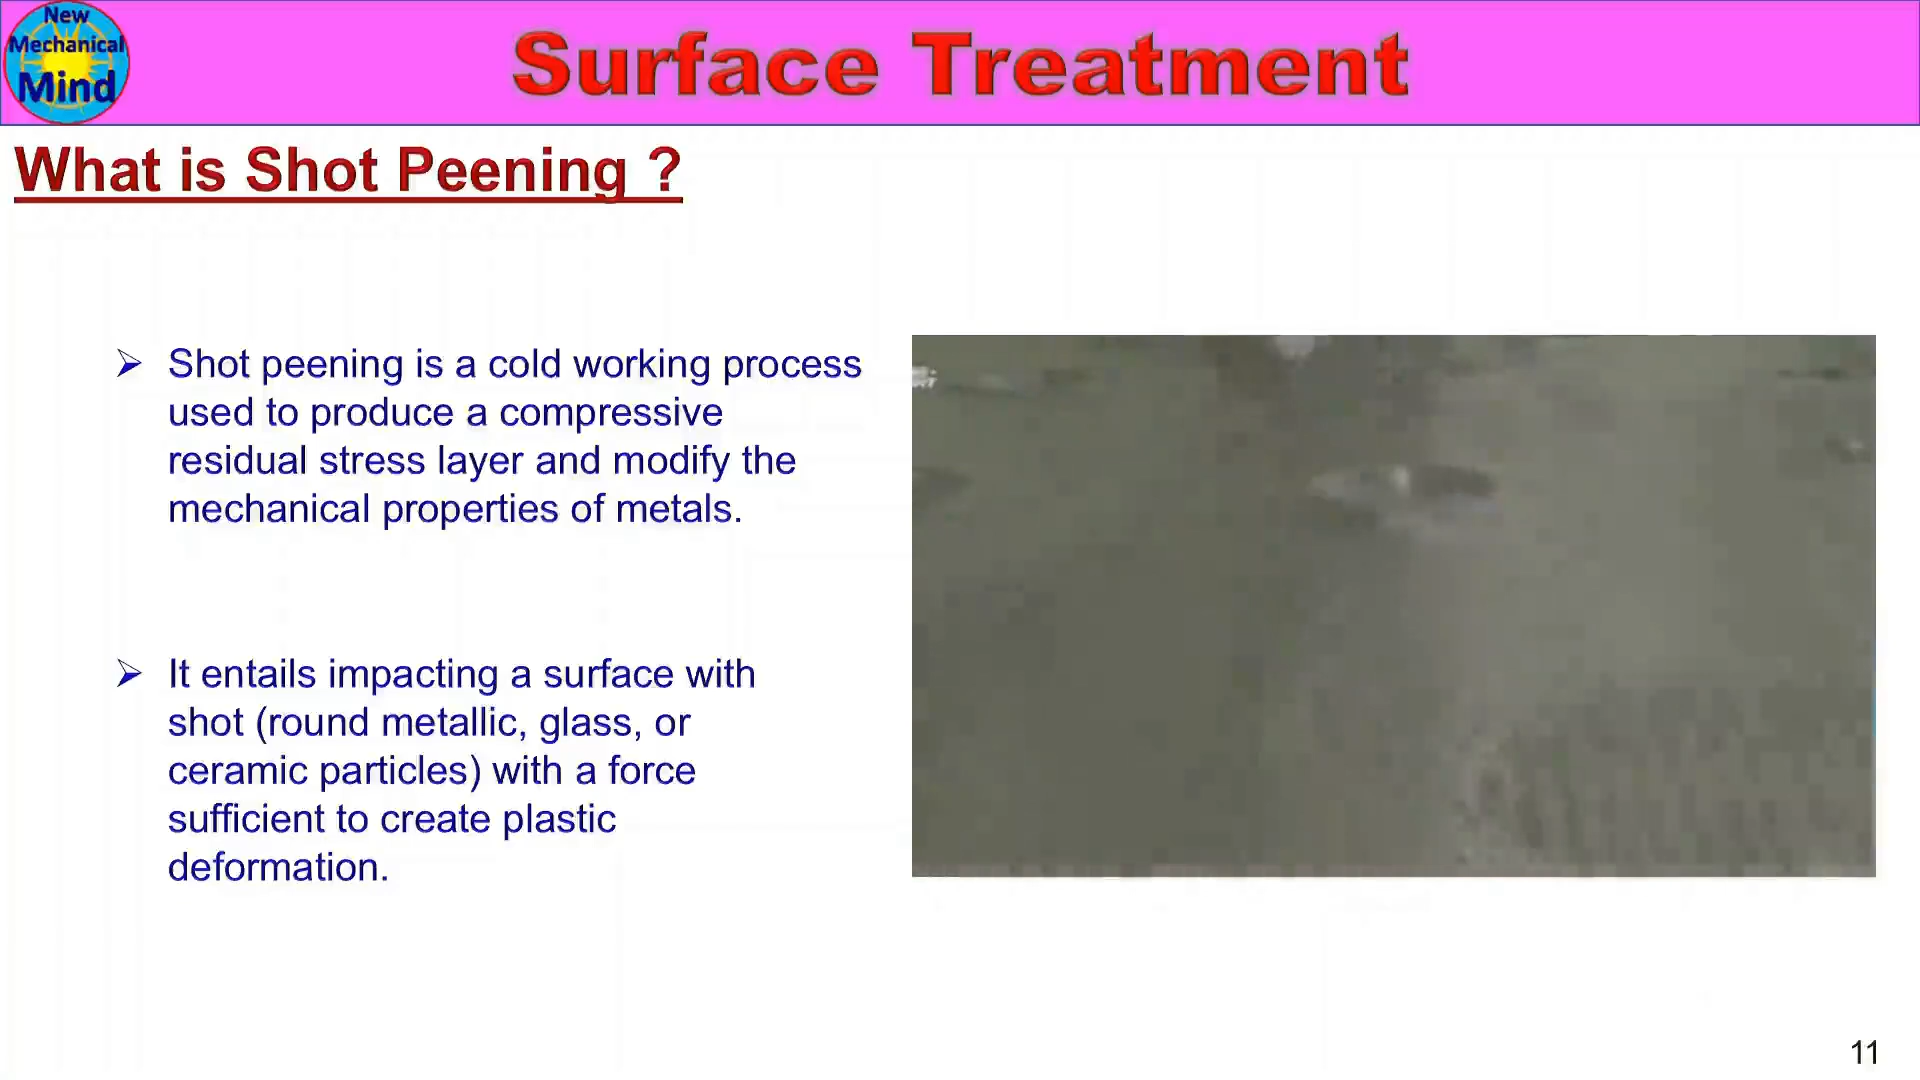 New
Mechanical
Mind
Surface Treatment
What is Shot Peening ?
Shot peening is a cold working process
used to produce a compressive
residual stress layer and modify the
mechanical properties of metals.
It entails impacting a surface with
shot (round metallic, glass, or
ceramic particles) with a force
sufficient to create plastic
deformation.
11